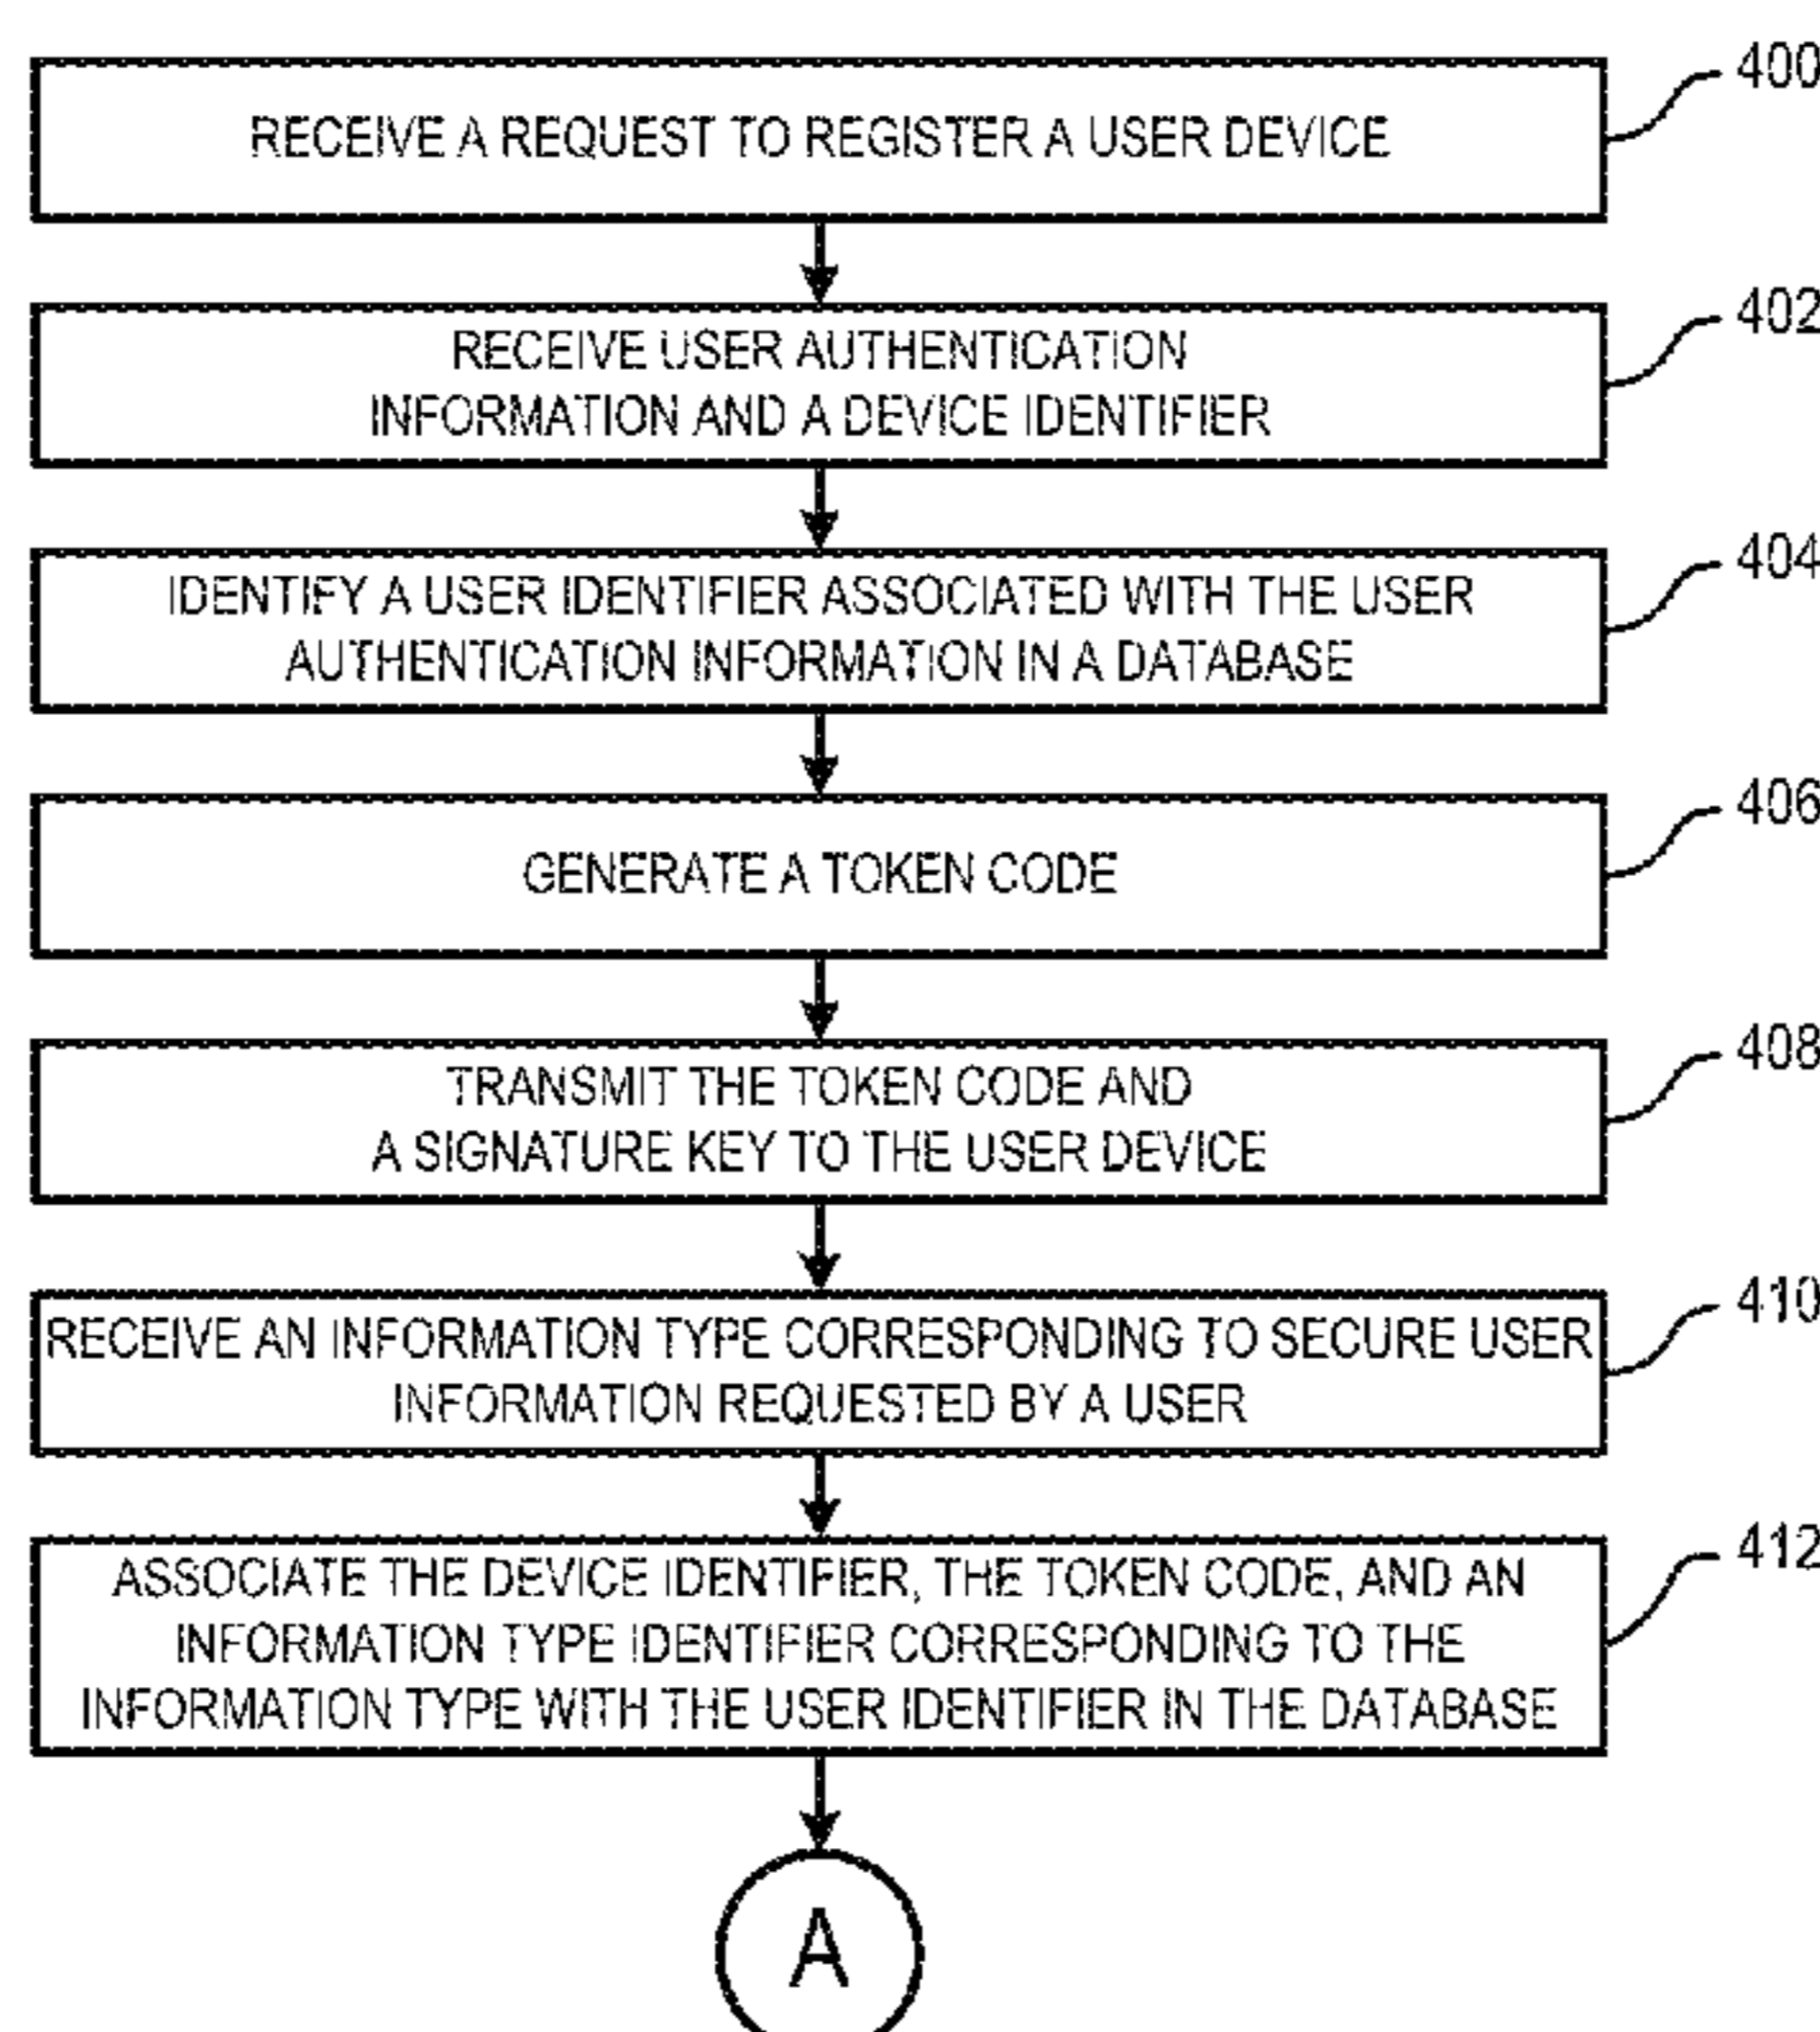 400
RECEIVE A REQUEST TO REGISTER A USER DEVICE
402
RECEIVE USER AUTHENTICATION
INFORMATION AND A DEVICE IDENTIFIER
404
IDENTIFY A USER IDENTIFIER ASSOCIATED WITH THE USER
AUTHENTICATION INFORMATION IN A DATABASE
406
GENERATE A TOKEN CODE
408
TRANSMIT THE TOKEN CODE AND
A SIGNATURE KEY TO THE USER DEVICE
410
RECEIVE AN INFORMATION TYPE CORRESPONDING TO SECURE USER
INFORMATION REQUESTED BY A USER
412
ASSOCIATE THE DEVICE IDENTIFIER, THE TOKEN CODE, AND AN
INFORMATION TYPE IDENTIFIER CORRESPONDING TO THE
INFORMATION TYPE WITH THE USER IDENTIFIER IN THE DATABASE
A